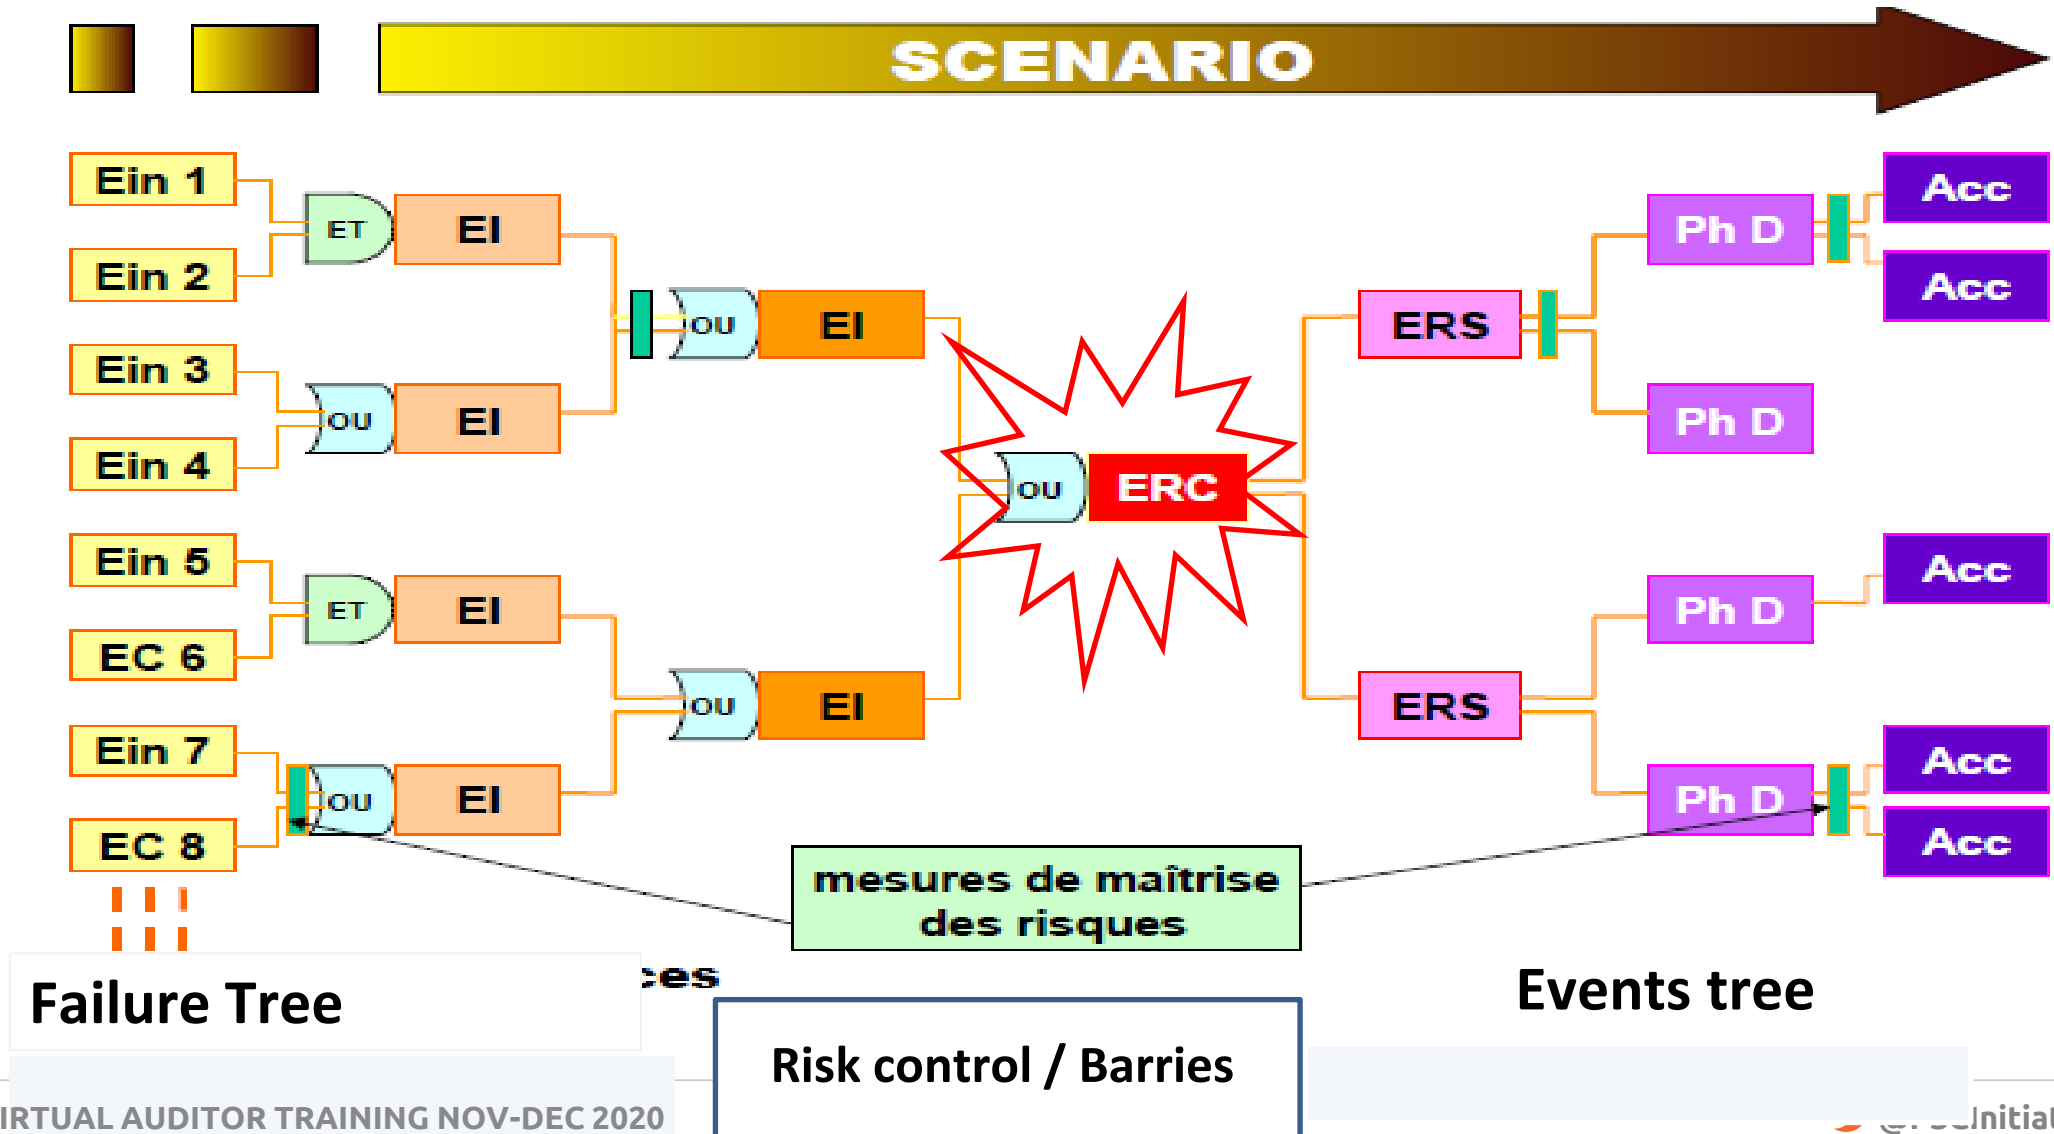 SCENARIO
Ein 1
Ein 2
Ein 3
Ein 4
Ein 5
EC 6
Ein 7
EC 8
ET
EI
OU
EI
ET
EI
OU
EI
OU
EI
OU
EI
OU
ERC
ERS
ERS
Ph D
Ph D
Ph D
Ph D
Acc
Acc
Acc
Acc
Acc
mesures de maîtrise
des risques
ces
Failure Tree
Events tree
Risk control / Barries
IRTUAL AUDITOR TRAINING NOV-DEC 2020